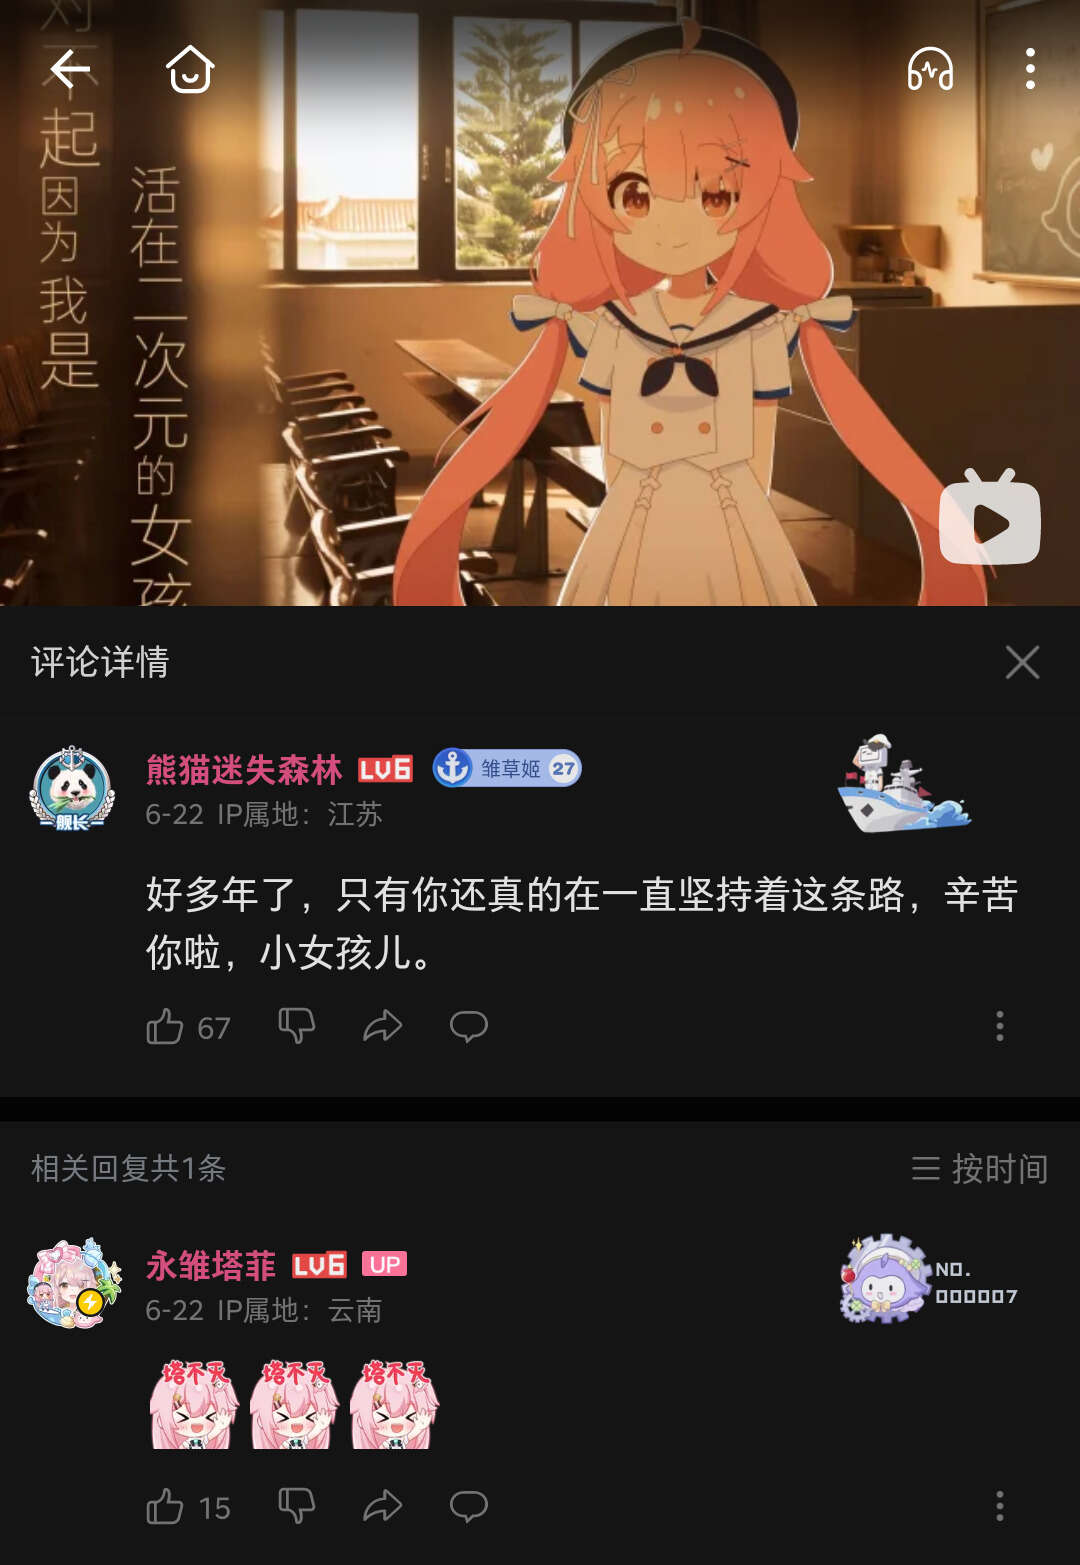 对不起因为我是
活在二次元的女孩
评论详情
熊猫迷失森林 LV6 雏草姬 27
舰长
6-22 IP属地：江苏
好多年了，只有你还真的在一直坚持着这条路，辛苦
你啦，小女孩儿。
67
相关回复共1条
按时间
永雏塔菲 LV6 UP
6-22 IP属地：云南
NO.
000007
塔不灭 塔不灭 塔不灭
15